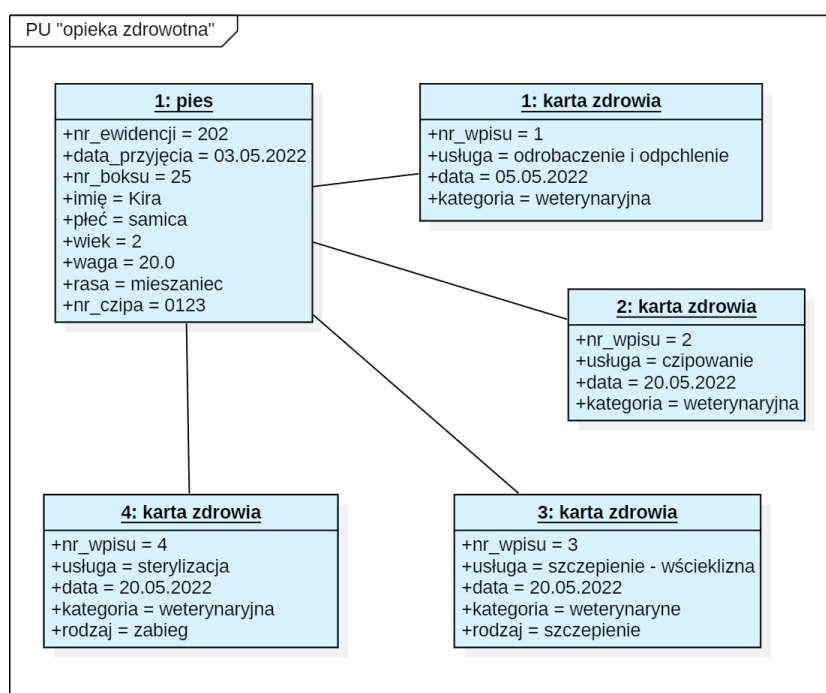 PU "opieka zdrowotna"
1: pies
+nr_ewidencji = 202
+data_przyjęcia = 03.05.2022
+nr_boksu = 25
+imię = Kira
+płeć = samica
+wiek = 2
+waga = 20.0
+rasa = mieszaniec
+nr_czipa = 0123
1: karta zdrowia
+nr_wpisu = 1
+usługa = odrobaczenie i odpchlenie
+data = 05.05.2022
+kategoria = weterynaryjna
2: karta zdrowia
+nr_wpisu = 2
+usługa = czipowanie
+data = 20.05.2022
+kategoria = weterynaryjna
4: karta zdrowia
+nr_wpisu = 4
+usługa = sterylizacja
+data = 20.05.2022
+kategoria = weterynaryjna
+rodzaj = zabieg
3: karta zdrowia
+nr_wpisu = 3
+usługa = szczepienie - wścieklizna
+data = 20.05.2022
+kategoria = weterynaryne
+rodzaj = szczepienie